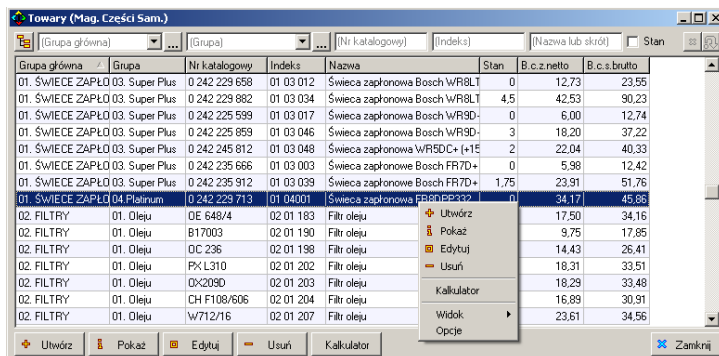 Towary (Mag. Części Sam.)
(Grupa główna) ... (Grupa) ... (Nr katalogowy) (Indeks) (Nazwa lub skrót) Stan
Grupa główna Grupa Nr katalogowy Indeks Nazwa Stan B.c.z.netto B.c.s.brutto
01. ŚWIECE ZAPŁO 03. Super Plus 0 242 229 658 01 03 012 Świeca zapłonowa Bosch WR8LT 0 12,73 23,55
01. ŚWIECE ZAPŁO 03. Super Plus 0 242 229 882 01 03 034 Świeca zapłonowa Bosch WR8LT 4,5 42,53 90,23
01. ŚWIECE ZAPŁO 03. Super Plus 0 242 225 599 01 03 017 Świeca zapłonowa Bosch WR9D- 0 6,00 12,74
01. ŚWIECE ZAPŁO 03. Super Plus 0 242 225 859 01 03 046 Świeca zapłonowa Bosch WR9D- 3 18,20 37,22
01. ŚWIECE ZAPŁO 03. Super Plus 0 242 245 812 01 03 048 Świeca zapłonowa WR5DC+ (+15 2 22,04 40,33
01. ŚWIECE ZAPŁO 03. Super Plus 0 242 235 666 01 03 003 Świeca zapłonowa Bosch FR7D+ 0 5,98 12,42
01. ŚWIECE ZAPŁO 03. Super Plus 0 242 235 912 01 03 039 Świeca zapłonowa Bosch FR7D+ 1,75 23,91 51,76
01. ŚWIECE ZAPŁO 04.Platinum 0 242 229 713 01 04001 Świeca zapłonowa FR8DPP332 0 34,17 45,86
02. FILTRY 01. Oleju OE 648/4 02 01 183 Filtr oleju 17,50 34,16
02. FILTRY 01. Oleju B17003 02 01 190 Filtr oleju 9,75 17,85
02. FILTRY 01. Oleju OC 236 02 01 198 Filtr oleju 14,43 26,41
02. FILTRY 01. Oleju PX L310 02 01 202 Filtr oleju 18,31 33,51
02. FILTRY 01. Oleju OX209D 02 01 203 Filtr oleju 18,29 33,48
02. FILTRY 01. Oleju CH F108/606 02 01 204 Filtr oleju 16,89 30,91
02. FILTRY 01. Oleju W712/16 02 01 207 Filtr oleju 23,61 34,56
Utwórz
Pokaż
Edytuj
Usuń
Kalkulator
Widok
Opcje
Utwórz Pokaż Edytuj Usuń Kalkulator Zamknij